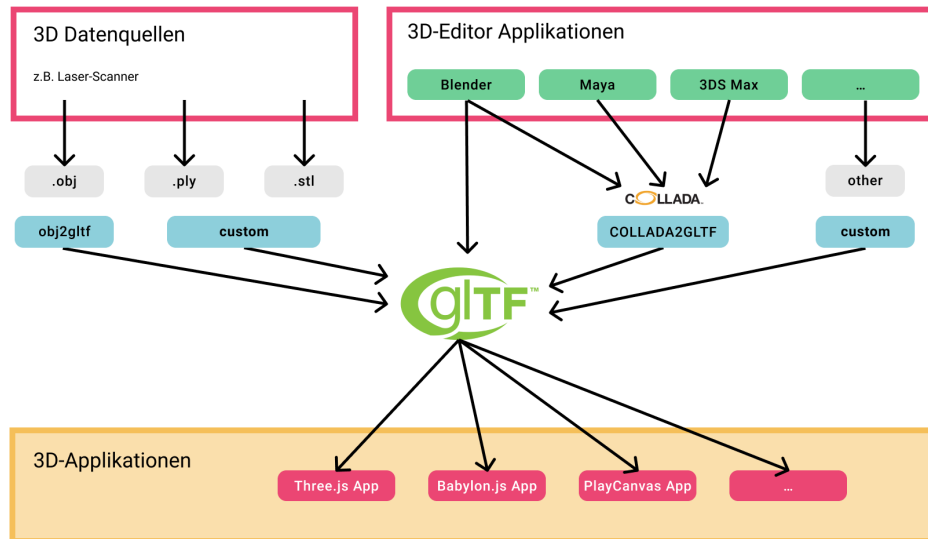 3D Datenquellen
z.B. Laser-Scanner
3D-Editor Applikationen
Blender
Maya
3DS Max
...
.obj
.ply
.stl
COLLADA.
other
obj2gltf
custom
COLLADA2GLTF
custom
glTF™
3D-Applikationen
Three.js App
Babylon.js App
PlayCanvas App
...